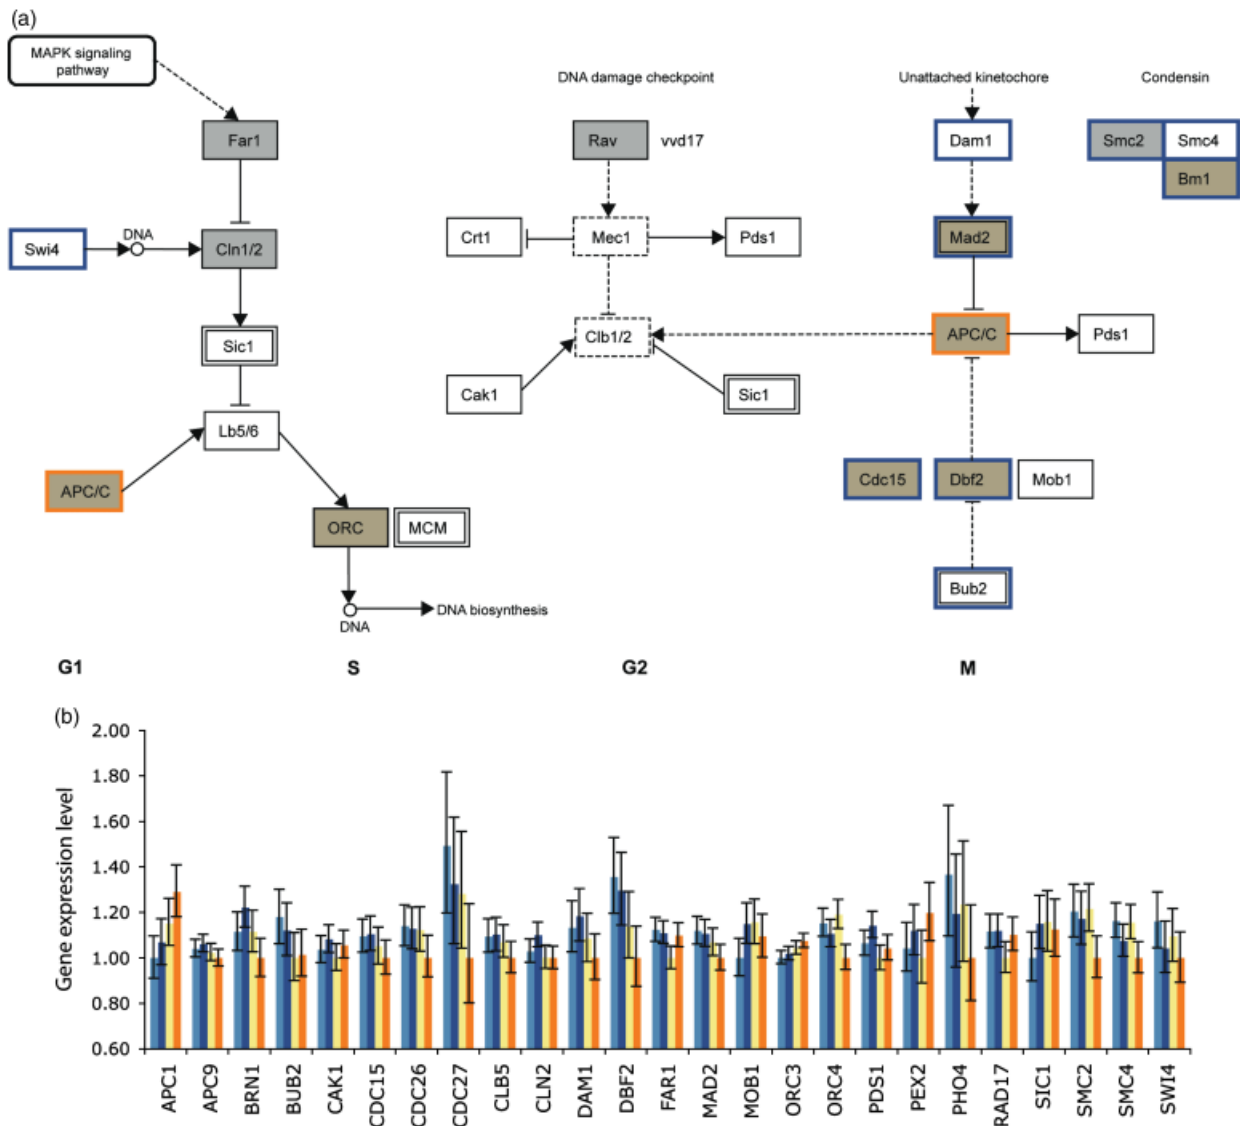 (a)
MAPK signaling
pathway
DNA damage checkpoint
Unattached kinetochore
Condensin
Far1
Rav
vvd17
Dam1
Smc2
Smc4
Bm1
Swi4
DNA
Cln1/2
Crt1
Mec1
Pds1
Mad2
Sic1
Clb1/2
APC/C
Pds1
Cak1
Sic1
Lb5/6
APC/C
Cdc15
Dbf2
Mob1
ORC
MCM
Bub2
DNA
DNA biosynthesis
G1
S
G2
M
(b)
Gene expression level
2.00
1.80
1.60
1.40
1.20
1.00
0.80
0.60
APC1
APC9
BRN1
BUB2
CAK1
CDC15
CDC26
CDC27
CLB5
CLN2
DAM1
DBF2
FAR1
MAD2
MOB1
ORC3
ORC4
PDS1
PEX2
PHO4
RAD17
SIC1
SMC2
SMC4
SWI4